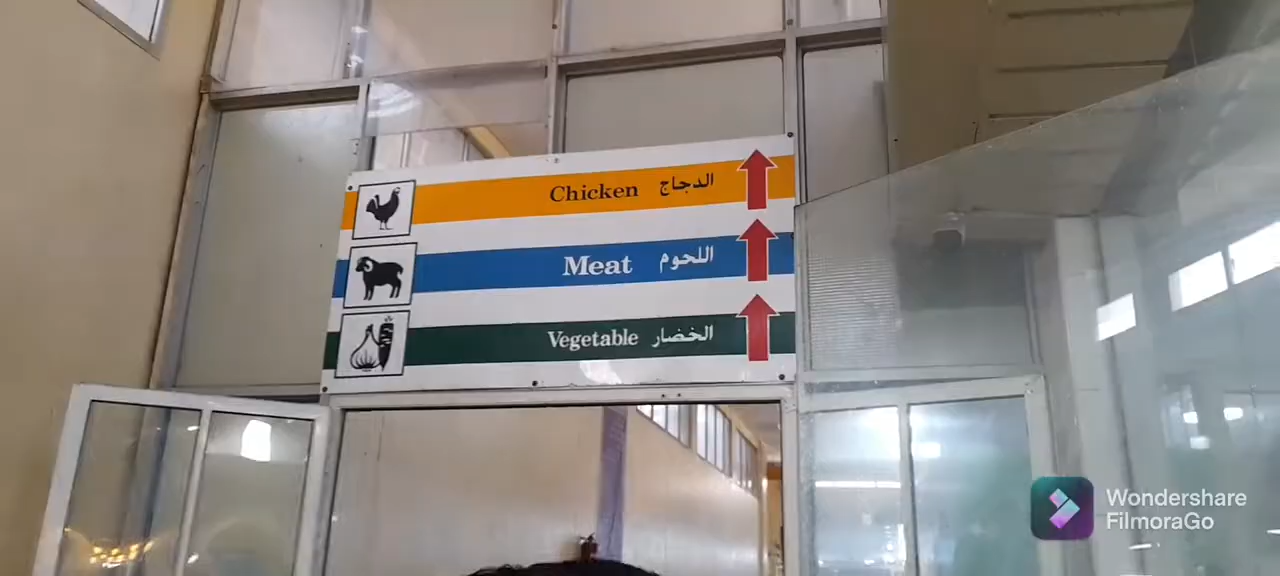 Chicken الدجاج
Meat اللحوم
Vegetable الخضار
Wondershare
FilmoraGo